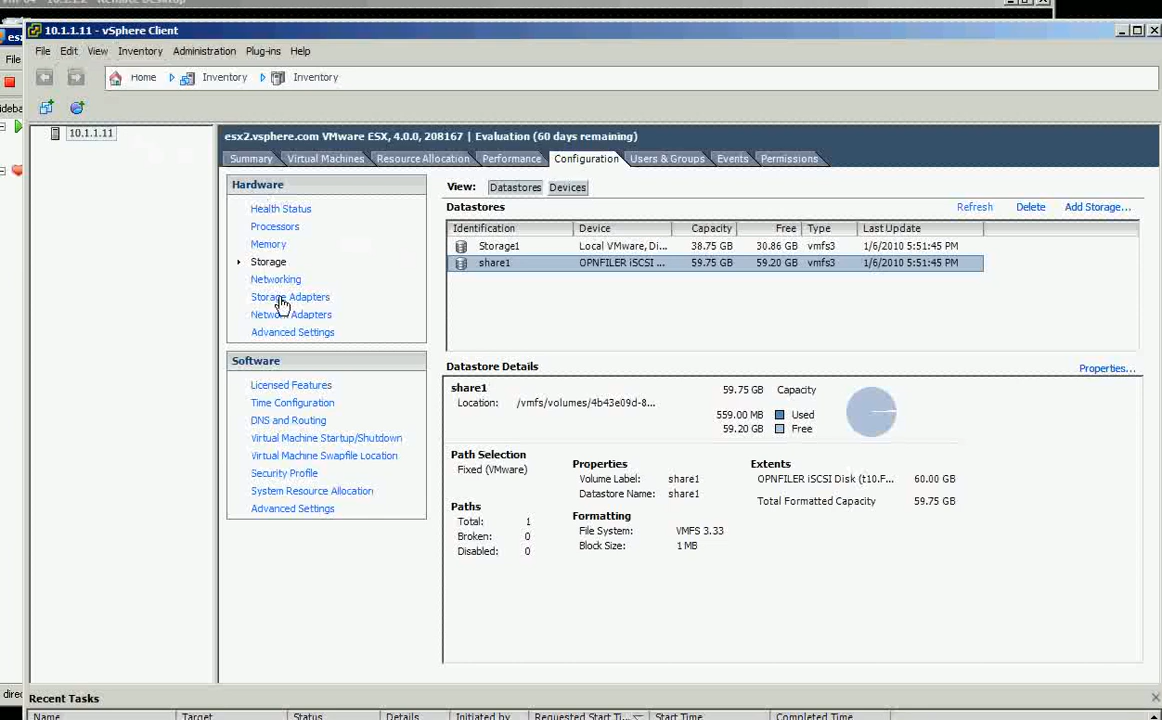 10.1.1.11 - vSphere Client
File Edit View Inventory Administration Plug-ins Help
Home Inventory Inventory
10.1.1.11
esx2.vsphere.com VMware ESX, 4.0.0, 208167 | Evaluation (60 days remaining)
Summary Virtual Machines Resource Allocation Performance Configuration Users & Groups Events Permissions
Hardware
Health Status
Processors
Memory
Storage
Networking
Storage Adapters
Network Adapters
Advanced Settings
Software
Licensed Features
Time Configuration
DNS and Routing
Virtual Machine Startup/Shutdown
Virtual Machine Swapfile Location
Security Profile
System Resource Allocation
Advanced Settings
View: Datastores Devices
Datastores Refresh Delete Add Storage...
Identification Device Capacity Free Type Last Update
Storage1 Local VMware, Di... 38.75 GB 30.86 GB vmfs3 1/6/2010 5:51:45 PM
share1 OPNFILER iSCSI ... 59.75 GB 59.20 GB vmfs3 1/6/2010 5:51:45 PM
Datastore Details Properties...
share1 59.75 GB Capacity
Location: /vmfs/volumes/4b43e09d-8...
559.00 MB Used
59.20 GB Free
Path Selection
Fixed (VMware)
Paths
Total: 1
Broken: 0
Disabled: 0
Properties
Volume Label: share1
Datastore Name: share1
Formatting
File System: VMFS 3.33
Block Size: 1 MB
Extents
OPNFILER iSCSI Disk (t10.F... 60.00 GB
Total Formatted Capacity 59.75 GB
Recent Tasks
Name Target Status Details Initiated by Requested Start Ti... Start Time Completed Time